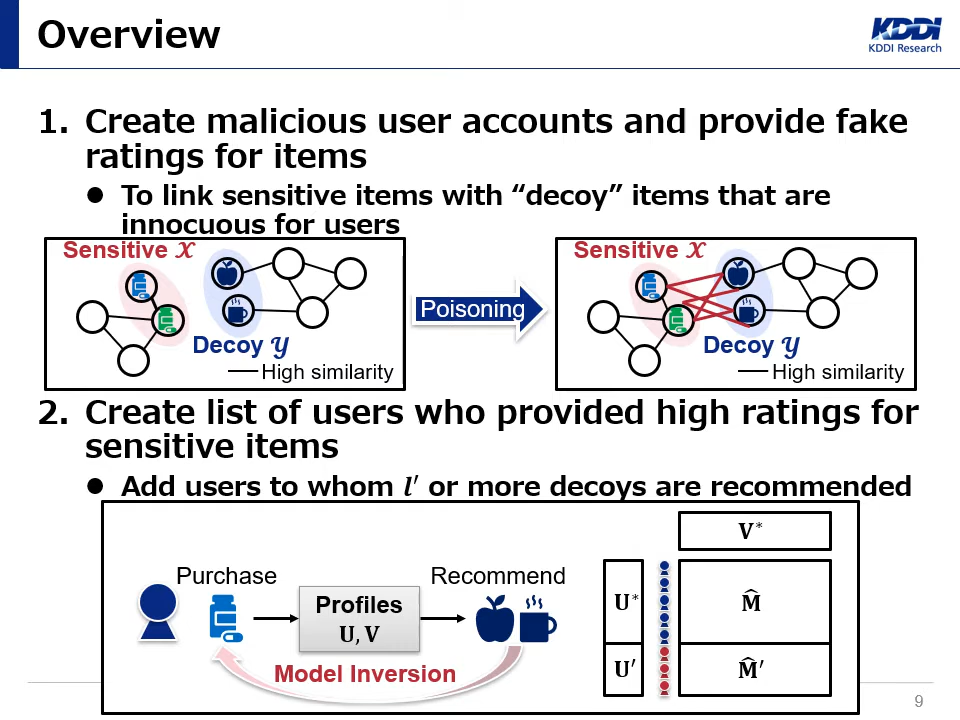 Overview
KDDI
KDDI Research
1. Create malicious user accounts and provide fake
ratings for items
● To link sensitive items with “decoy” items that are
innocuous for users
Sensitive 𝒳
Decoy 𝒴
High similarity
Poisoning
Sensitive 𝒳
Decoy 𝒴
High similarity
2. Create list of users who provided high ratings for
sensitive items
● Add users to whom 𝒍′ or more decoys are recommended
Purchase
Profiles
U, V
Recommend
Model Inversion
V*
U*
M̂
U′
M̂′
9